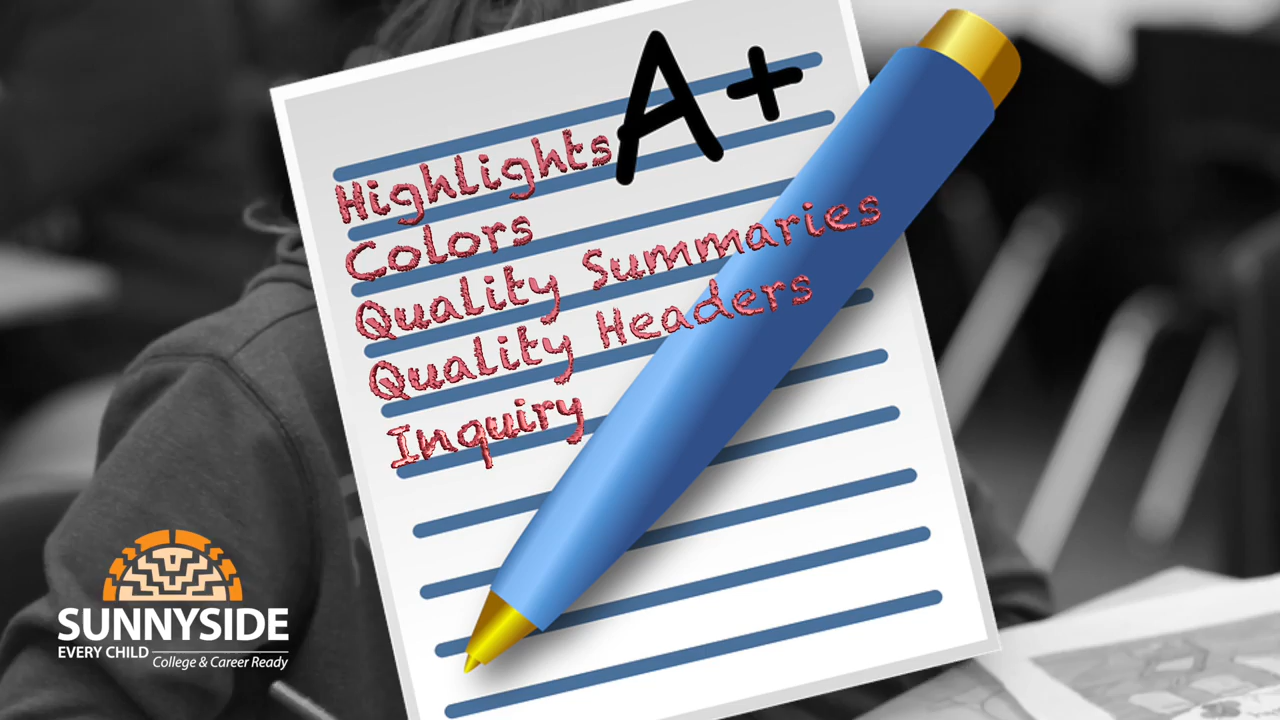 A+
Highlights
Colors
Quality Summaries
Quality Headers
Inquiry
SUNNYSIDE
EVERY CHILD
College & Career Ready